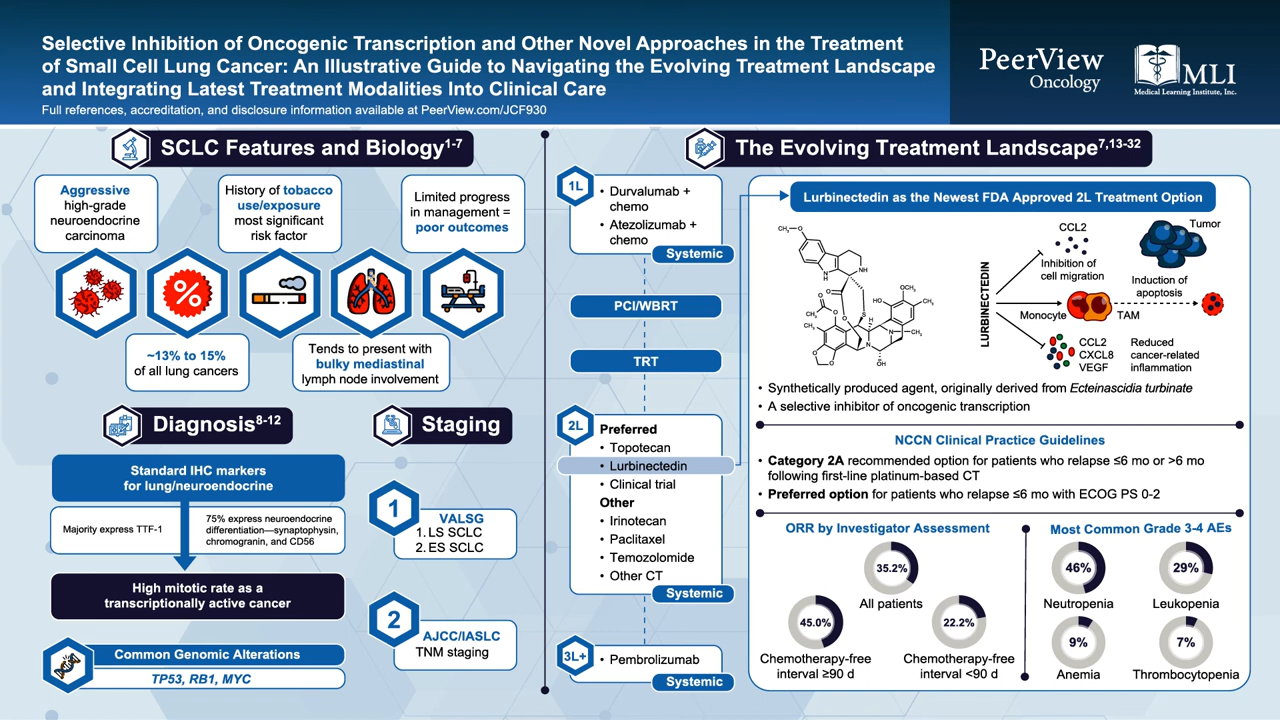 Selective Inhibition of Oncogenic Transcription and Other Novel Approaches in the Treatment
of Small Cell Lung Cancer: An Illustrative Guide to Navigating the Evolving Treatment Landscape
and Integrating Latest Treatment Modalities Into Clinical Care
Full references, accreditation, and disclosure information available at PeerView.com/JCF930
PeerView
Oncology
MLI
Medical Learning Institute, Inc.
SCLC Features and Biology1-7
Aggressive
high-grade
neuroendocrine
carcinoma
History of tobacco
use/exposure
most significant
risk factor
Limited progress
in management =
poor outcomes
%
~13% to 15%
of all lung cancers
Tends to present with
bulky mediastinal
lymph node involvement
Diagnosis8-12
Standard IHC markers
for lung/neuroendocrine
Majority express TTF-1
75% express neuroendocrine
differentiation—synaptophysin,
chromogranin, and CD56
High mitotic rate as a
transcriptionally active cancer
Common Genomic Alterations
TP53, RB1, MYC
Staging
1
VALSG
1. LS SCLC
2. ES SCLC
2
AJCC/IASLC
TNM staging
The Evolving Treatment Landscape7,13-32
1L
• Durvalumab +
chemo
• Atezolizumab +
chemo
Systemic
PCI/WBRT
TRT
2L
Preferred
• Topotecan
• Lurbinectedin
• Clinical trial
Other
• Irinotecan
• Paclitaxel
• Temozolomide
• Other CT
Systemic
3L+
• Pembrolizumab
Systemic
Lurbinectedin as the Newest FDA Approved 2L Treatment Option
LURBINECTEDIN
CCL2
Inhibition of
cell migration
Tumor
Induction of
apoptosis
Monocyte
TAM
CCL2
CXCL8
VEGF
Reduced
cancer-related
inflammation
• Synthetically produced agent, originally derived from Ecteinascidia turbinate
• A selective inhibitor of oncogenic transcription
NCCN Clinical Practice Guidelines
• Category 2A recommended option for patients who relapse ≤6 mo or >6 mo
following first-line platinum-based CT
• Preferred option for patients who relapse ≤6 mo with ECOG PS 0-2
ORR by Investigator Assessment
35.2%
All patients
45.0%
Chemotherapy-free
interval ≥90 d
22.2%
Chemotherapy-free
interval <90 d
Most Common Grade 3-4 AEs
46%
Neutropenia
29%
Leukopenia
9%
Anemia
7%
Thrombocytopenia